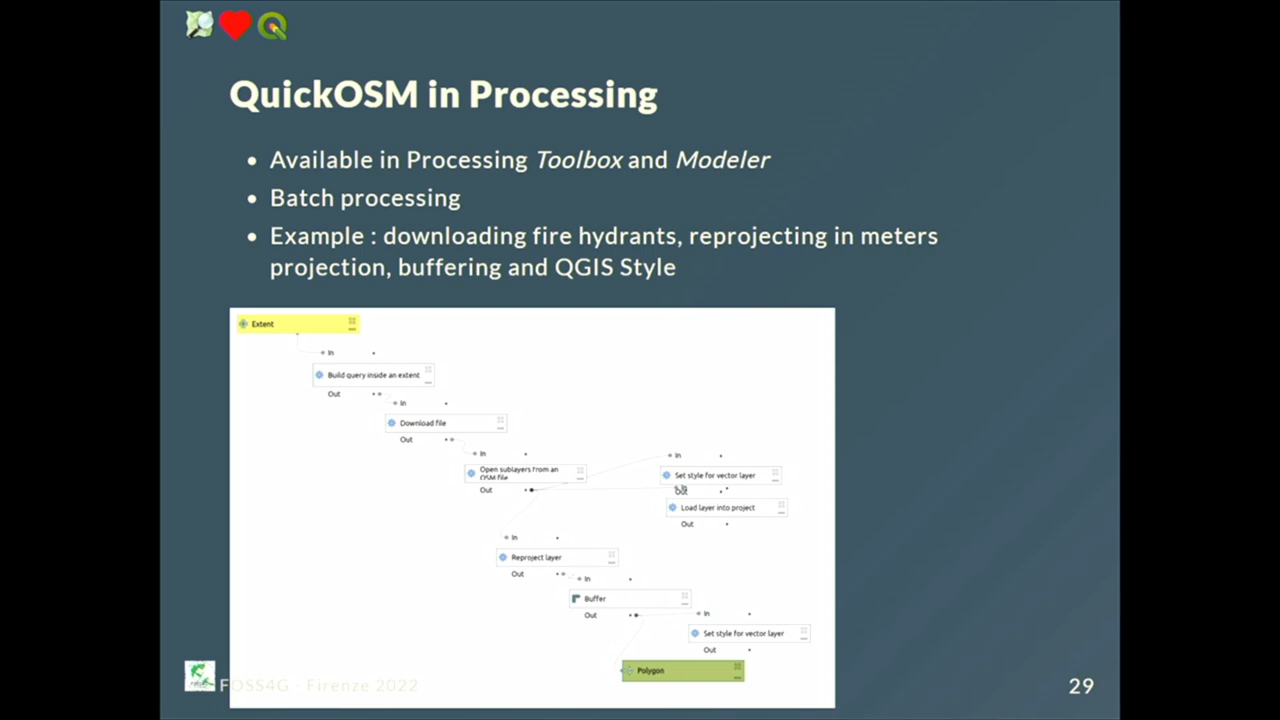 QuickOSM in Processing
Available in Processing Toolbox and Modeler
Batch processing
Example : downloading fire hydrants, reprojecting in meters
projection, buffering and QGIS Style
Extent
In
Build query inside an extent
Out
In
Download file
Out
In
Open sublayers from an
OSM file
Out
In
Set style for vector layer
In
Out
Load layer into project
Out
In
Reproject layer
Out
In
Buffer
Out
In
Set style for vector layer
Out
Polygon
FOSS4G - Firenze 2022
29